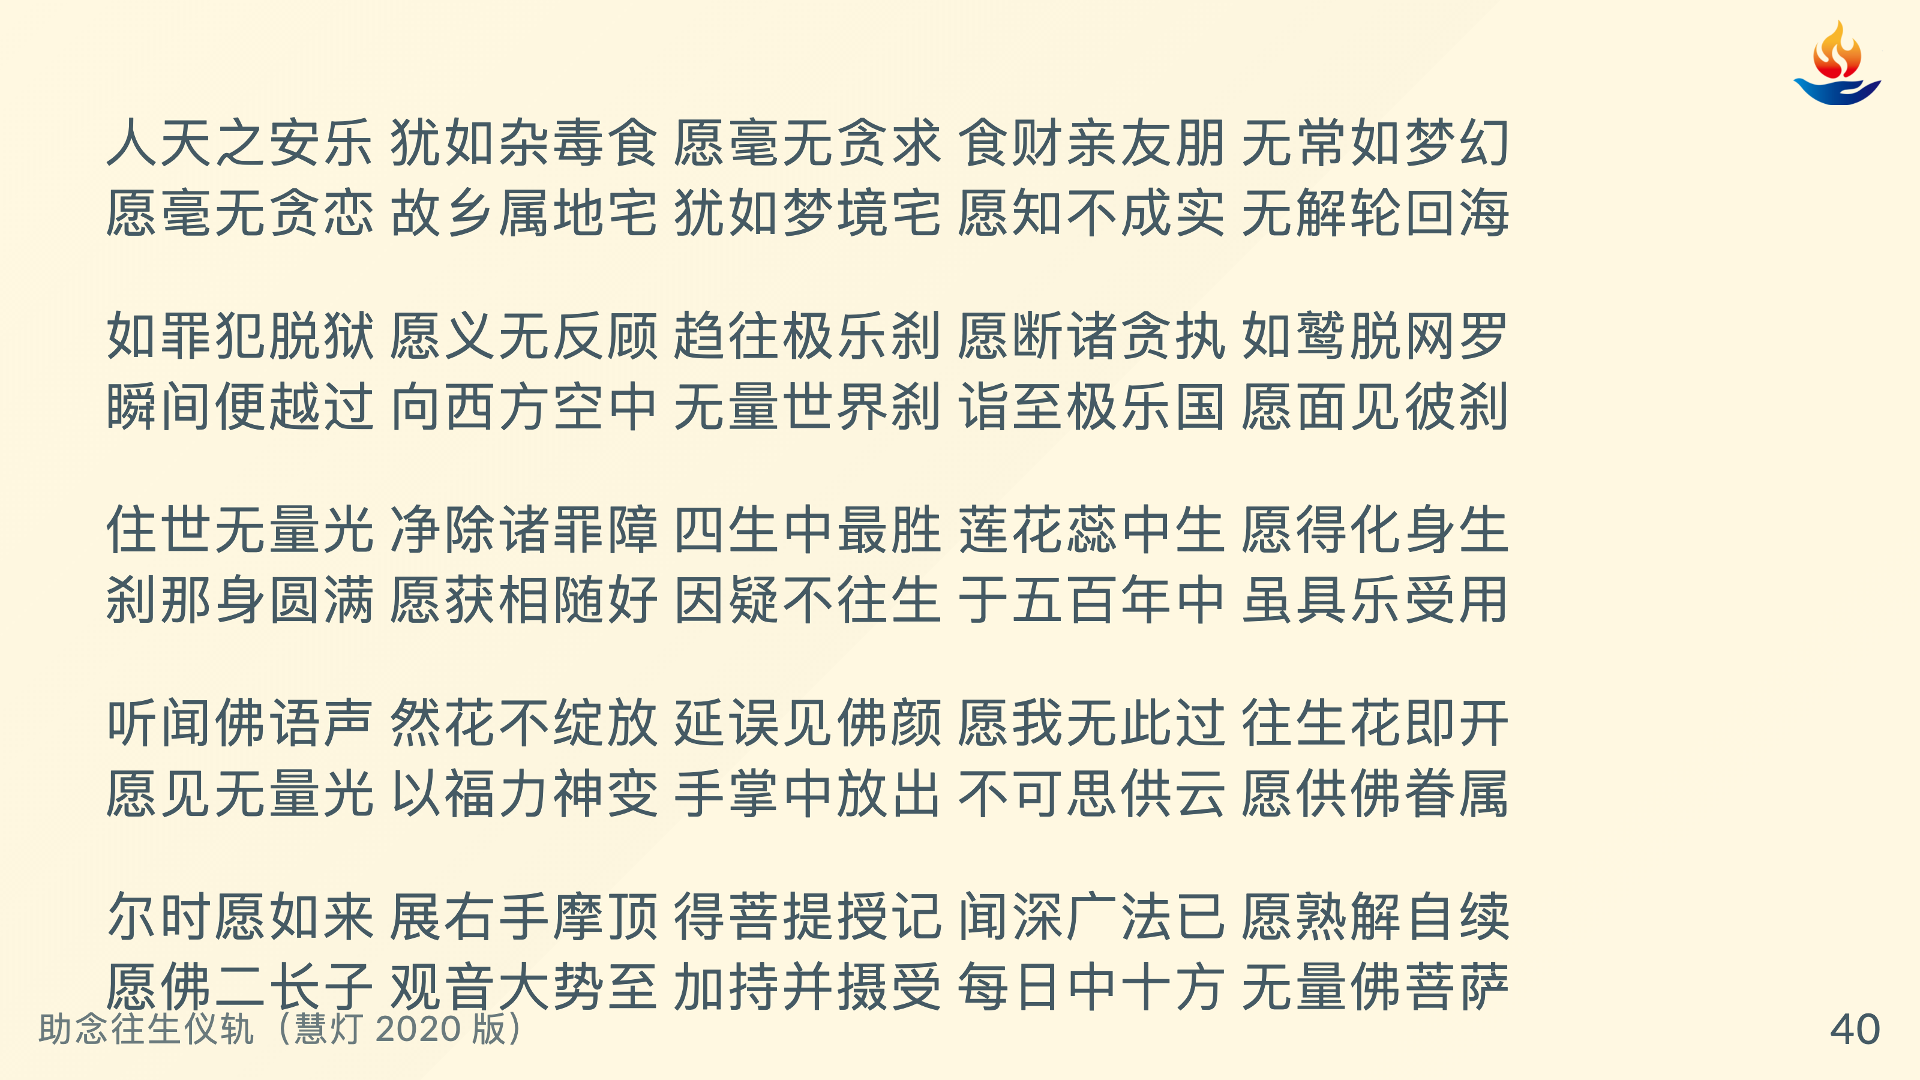 人天之安乐 犹如杂毒食 愿毫无贪求 食财亲友朋 无常如梦幻
愿毫无贪恋 故乡属地宅 犹如梦境宅 愿知不成实 无解轮回海
如罪犯脱狱 愿义无反顾 趋往极乐刹 愿断诸贪执 如鹫脱网罗
瞬间便越过 向西方空中 无量世界刹 诣至极乐国 愿面见彼刹
住世无量光 净除诸罪障 四生中最胜 莲花蕊中生 愿得化身生
刹那身圆满 愿获相随好 因疑不往生 于五百年中 虽具乐受用
听闻佛语声 然花不绽放 延误见佛颜 愿我无此过 往生花即开
愿见无量光 以福力神变 手掌中放出 不可思供云 愿供佛眷属
尔时愿如来 展右手摩顶 得菩提授记 闻深广法已 愿熟解自续
愿佛二长子 观音大势至 加持并摄受 每日中十方 无量佛菩萨
助念往生仪轨（慧灯 2020 版）
40